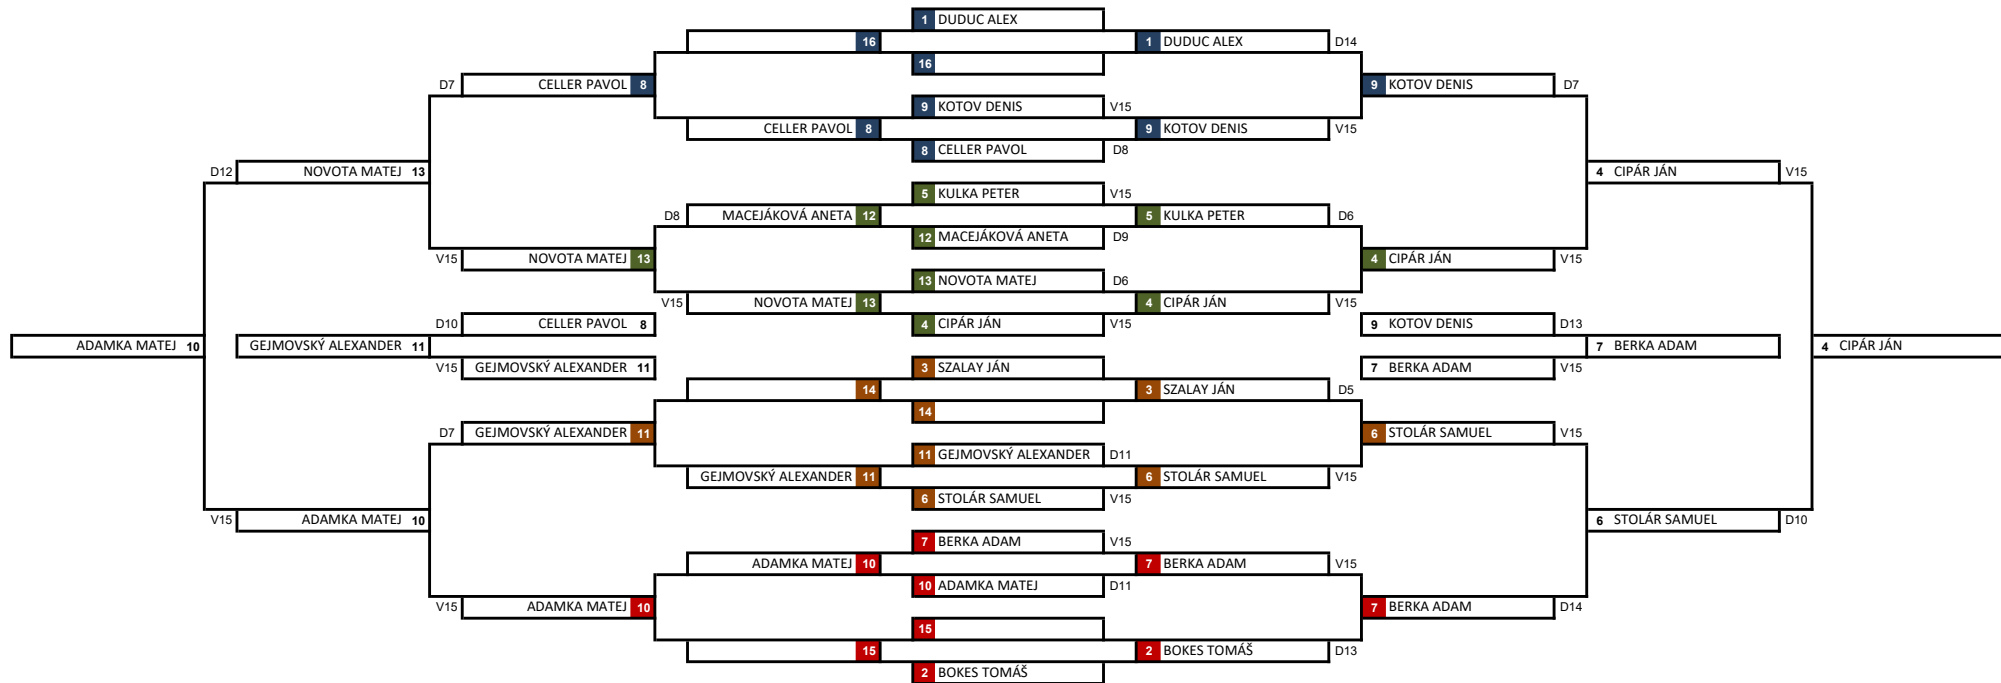 1 DUDUC ALEX
16 1 DUDUC ALEX D14
16
D7 CELLER PAVOL 8 9 KOTOV DENIS D7
9 KOTOV DENIS V15
CELLER PAVOL 8 9 KOTOV DENIS V15
8 CELLER PAVOL D8
D12 NOVOTA MATEJ 13 4 CIPÁR JÁN V15
5 KULKA PETER V15
D8 MACEJÁKOVÁ ANETA 12 5 KULKA PETER D6
12 MACEJÁKOVÁ ANETA D9
V15 NOVOTA MATEJ 13 4 CIPÁR JÁN V15
13 NOVOTA MATEJ D6
V15 NOVOTA MATEJ 13 4 CIPÁR JÁN V15
D10 CELLER PAVOL 8 4 CIPÁR JÁN V15 9 KOTOV DENIS D13
ADAMKA MATEJ 10 GEJMOVSKÝ ALEXANDER 11 7 BERKA ADAM 4 CIPÁR JÁN
V15 GEJMOVSKÝ ALEXANDER 11 3 SZALAY JÁN 7 BERKA ADAM V15
14 3 SZALAY JÁN D5
14
D7 GEJMOVSKÝ ALEXANDER 11 6 STOLÁR SAMUEL V15
11 GEJMOVSKÝ ALEXANDER D11
GEJMOVSKÝ ALEXANDER 11 6 STOLÁR SAMUEL V15
6 STOLÁR SAMUEL V15
V15 ADAMKA MATEJ 10 6 STOLÁR SAMUEL D10
7 BERKA ADAM V15
ADAMKA MATEJ 10 7 BERKA ADAM V15
10 ADAMKA MATEJ D11
V15 ADAMKA MATEJ 10 7 BERKA ADAM D14
15
15 2 BOKES TOMÁŠ D13
2 BOKES TOMÁŠ